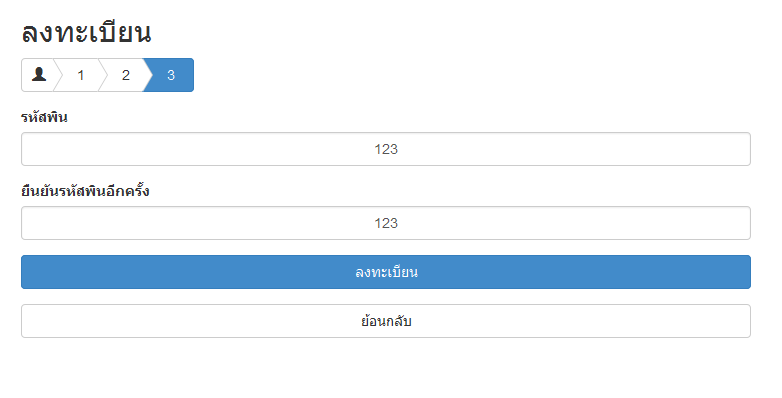 ลงทะเบียน
1 2 3
รหัสพิน
123
ยืนยันรหัสพินอีกครั้ง
123
ลงทะเบียน
ย้อนกลับ